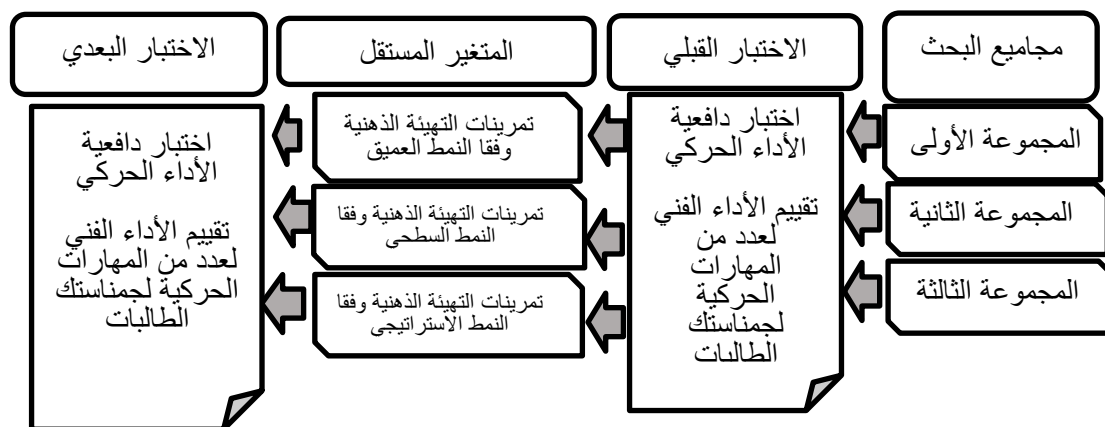 مجاميع البحث
الاختبار القبلي
المتغير المستقل
الاختبار البعدي
المجموعة الأولى
المجموعة الثانية
المجموعة الثالثة
اختبار دافعية
الأداء الحركي
تقييم الأداء الفني
لعدد من
المهارات
الحركية
لجمناستك
الطالبات
تمرينات التهيئة الذهنية
وفقا النمط العميق
تمرينات التهيئة الذهنية وفقا
النمط السطحي
تمرينات التهيئة الذهنية وفقا
النمط الاستراتيجي
اختبار دافعية
الأداء الحركي
تقييم الأداء الفني
لعدد من المهارات
الحركية لجمناستك
الطالبات